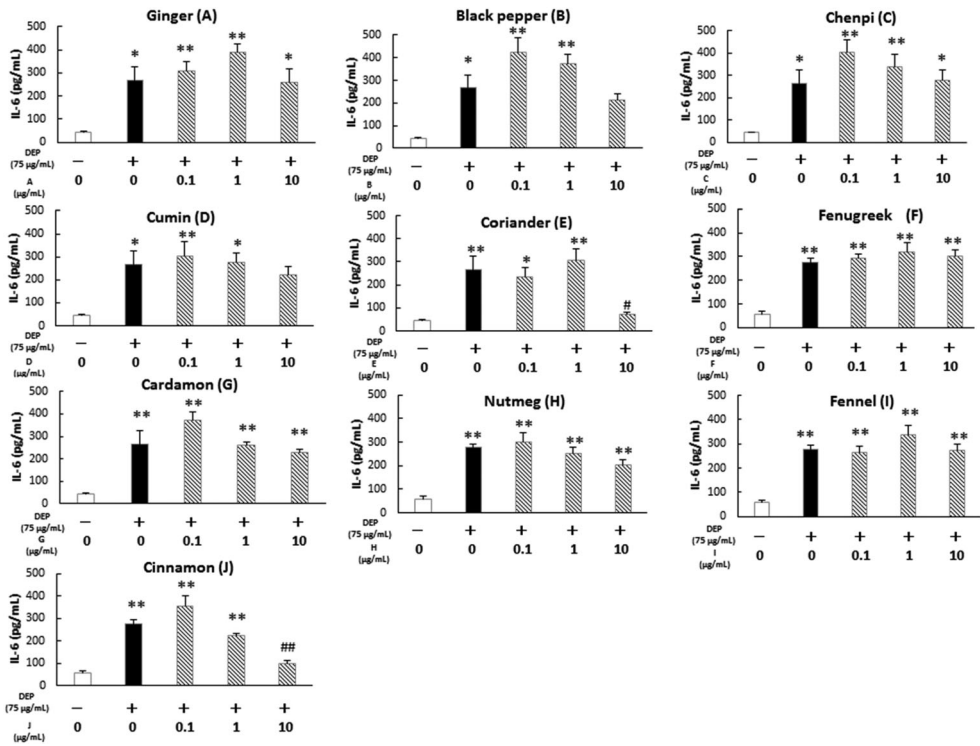 Ginger (A)
IL-6 (pg/mL)
500
400
300
200
100
0
* ** ** *
DEP – + + + +
(75 µg/mL)
A 0 0 0.1 1 10
(µg/mL)
Black pepper (B)
IL-6 (pg/mL)
500
400
300
200
100
0
* ** **
DEP – + + + +
(75 µg/mL)
B 0 0 0.1 1 10
(µg/mL)
Chenpi (C)
IL-6 (pg/mL)
500
400
300
200
100
0
* * ** *
DEP – + + + +
(75 µg/mL)
C 0 0 0.1 1 10
(µg/mL)
Cumin (D)
IL-6 (pg/mL)
500
400
300
200
100
0
* ** *
DEP – + + + +
(75 µg/mL)
D 0 0 0.1 1 10
(µg/mL)
Coriander (E)
IL-6 (pg/mL)
500
400
300
200
100
0
** * ** #
DEP – + + + +
(75 µg/mL)
E 0 0 0.1 1 10
(µg/mL)
Fenugreek (F)
IL-6 (pg/mL)
500
400
300
200
100
0
** ** ** **
DEP – + + + +
(75 µg/mL)
F 0 0 0.1 1 10
(µg/mL)
Cardamon (G)
IL-6 (pg/mL)
500
400
300
200
100
0
** ** ** **
DEP – + + + +
(75 µg/mL)
G 0 0 0.1 1 10
(µg/mL)
Nutmeg (H)
IL-6 (pg/mL)
500
400
300
200
100
0
** ** ** **
DEP – + + + +
(75 µg/mL)
H 0 0 0.1 1 10
(µg/mL)
Fennel (I)
IL-6 (pg/mL)
500
400
300
200
100
0
** ** ** **
DEP – + + + +
(75 µg/mL)
I 0 0 0.1 1 10
(µg/mL)
Cinnamon (J)
IL-6 (pg/mL)
500
400
300
200
100
0
** ** ** ##
DEP – + + + +
(75 µg/mL)
J 0 0 0.1 1 10
(µg/mL)